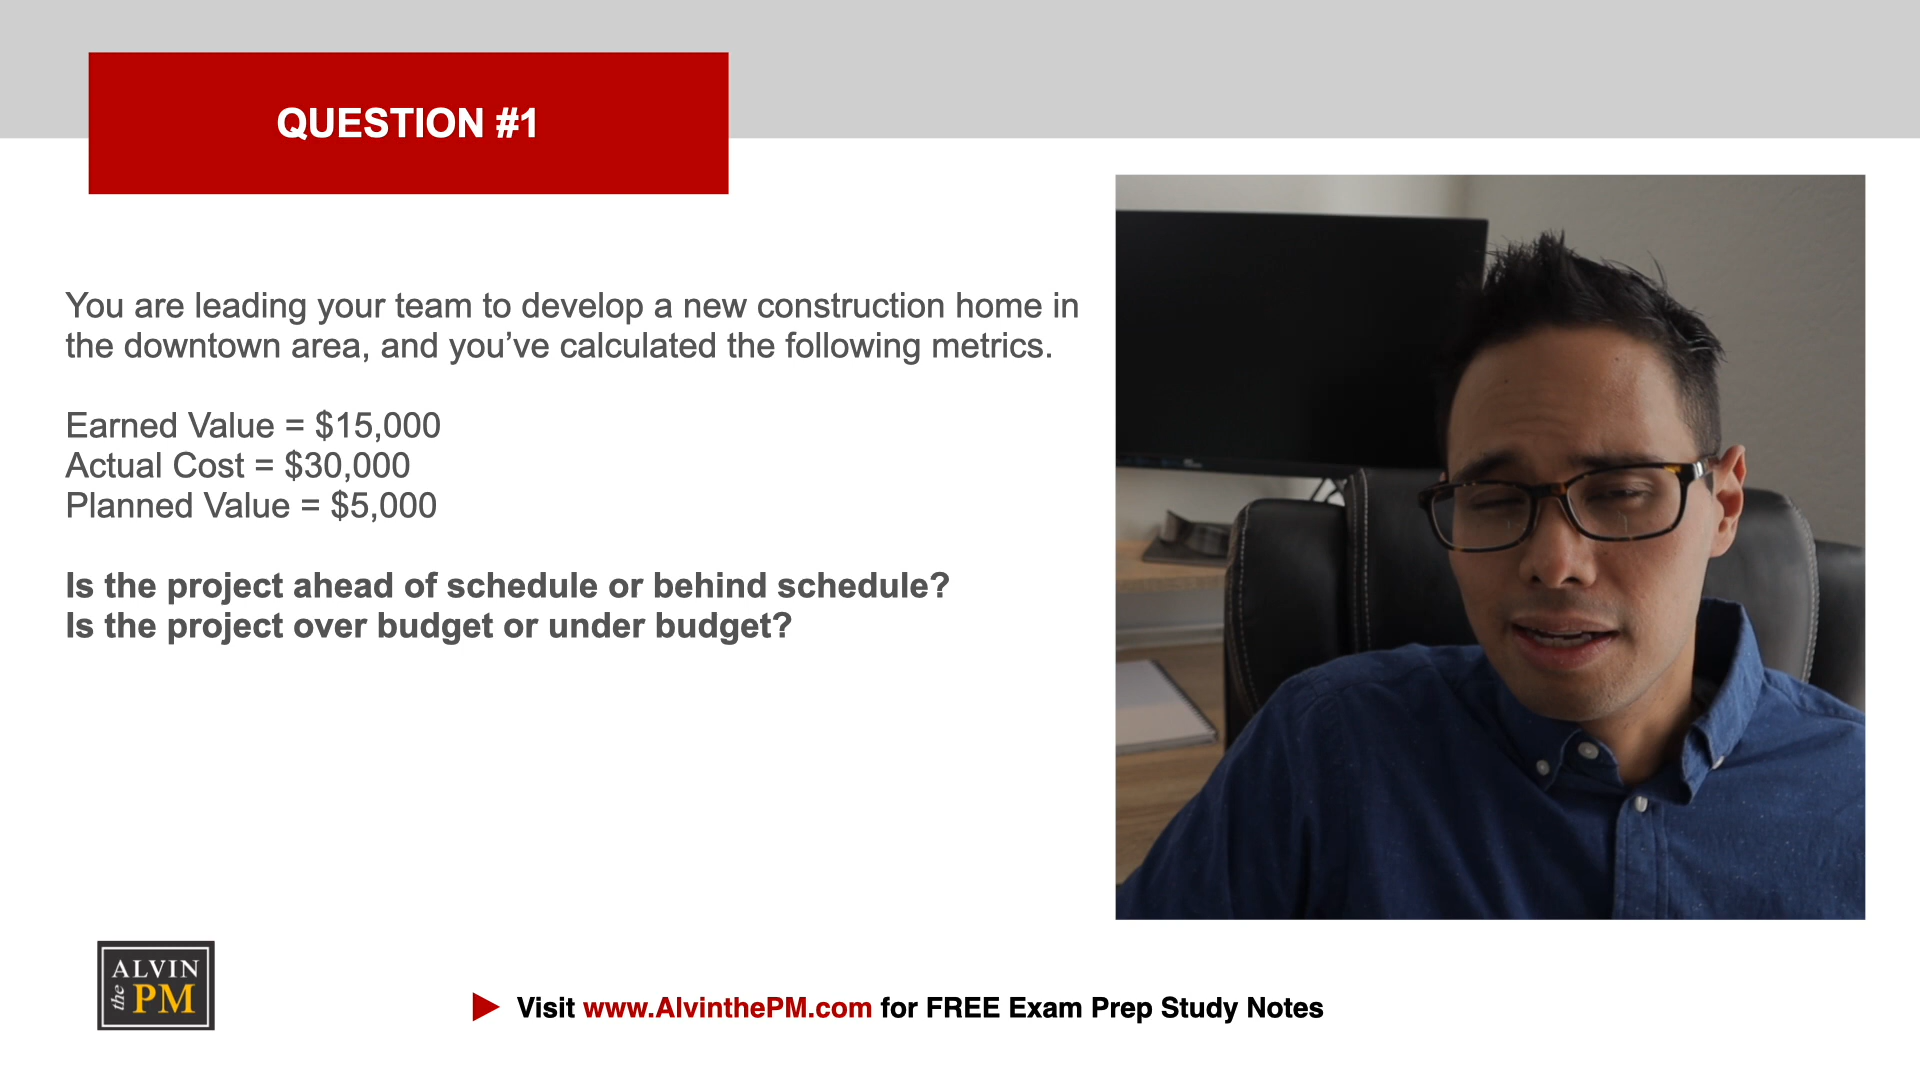 QUESTION #1
You are leading your team to develop a new construction home in
the downtown area, and you’ve calculated the following metrics.
Earned Value = $15,000
Actual Cost = $30,000
Planned Value = $5,000
Is the project ahead of schedule or behind schedule?
Is the project over budget or under budget?
ALVIN
the PM
Visit www.AlvinthePM.com for FREE Exam Prep Study Notes